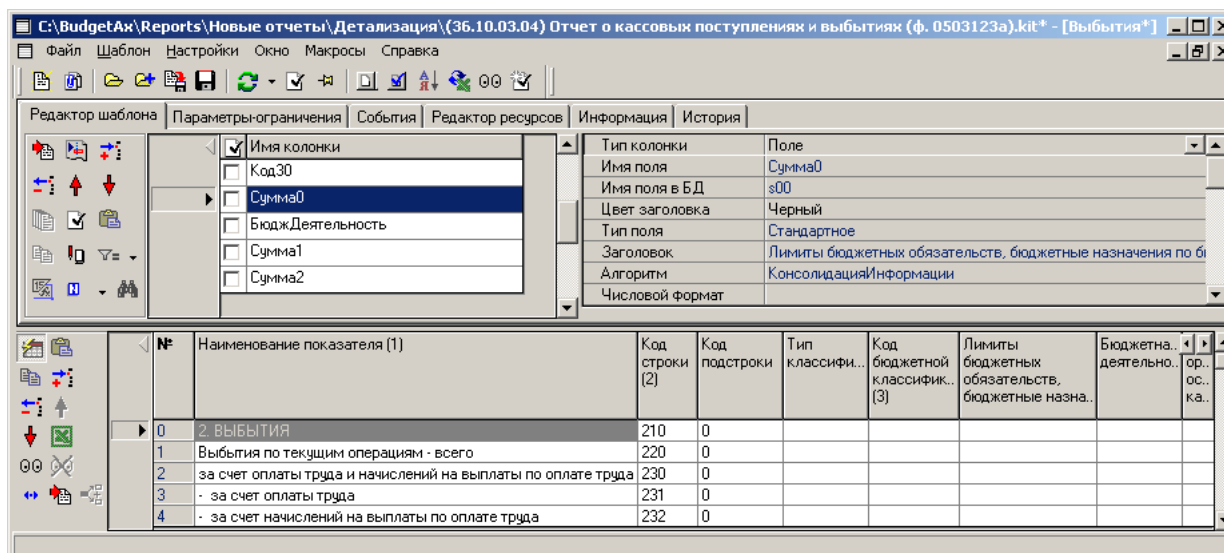 C:\BudgetAx\Reports\Новые отчеты\Детализация\(36.10.03.04) Отчет о кассовых поступлениях и выбытиях (ф. 0503123а).kit* - [Выбытия*]
Файл Шаблон Настройки Окно Макросы Справка
Редактор шаблона Параметры-ограничения События Редактор ресурсов Информация История
Имя колонки
Код30
Сумма0
БюджДеятельность
Сумма1
Сумма2
Тип колонки Поле
Имя поля Сумма0
Имя поля в БД s00
Цвет заголовка Черный
Тип поля Стандартное
Заголовок Лимиты бюджетных обязательств, бюджетные назначения по б
Алгоритм КонсолидацияИнформации
Числовой формат
№ Наименование показателя (1) Код строки (2) Код подстроки Тип классифи... Код бюджетной классифик.. (3) Лимиты бюджетных обязательств, бюджетные назна.. Бюджетна.. деятельно.. ор.. ос.. ка..
0 2. ВЫБЫТИЯ 210 0
1 Выбытия по текущим операциям - всего 220 0
2 за счет оплаты труда и начислений на выплаты по оплате труда 230 0
3 - за счет оплаты труда 231 0
4 - за счет начислений на выплаты по оплате труда 232 0